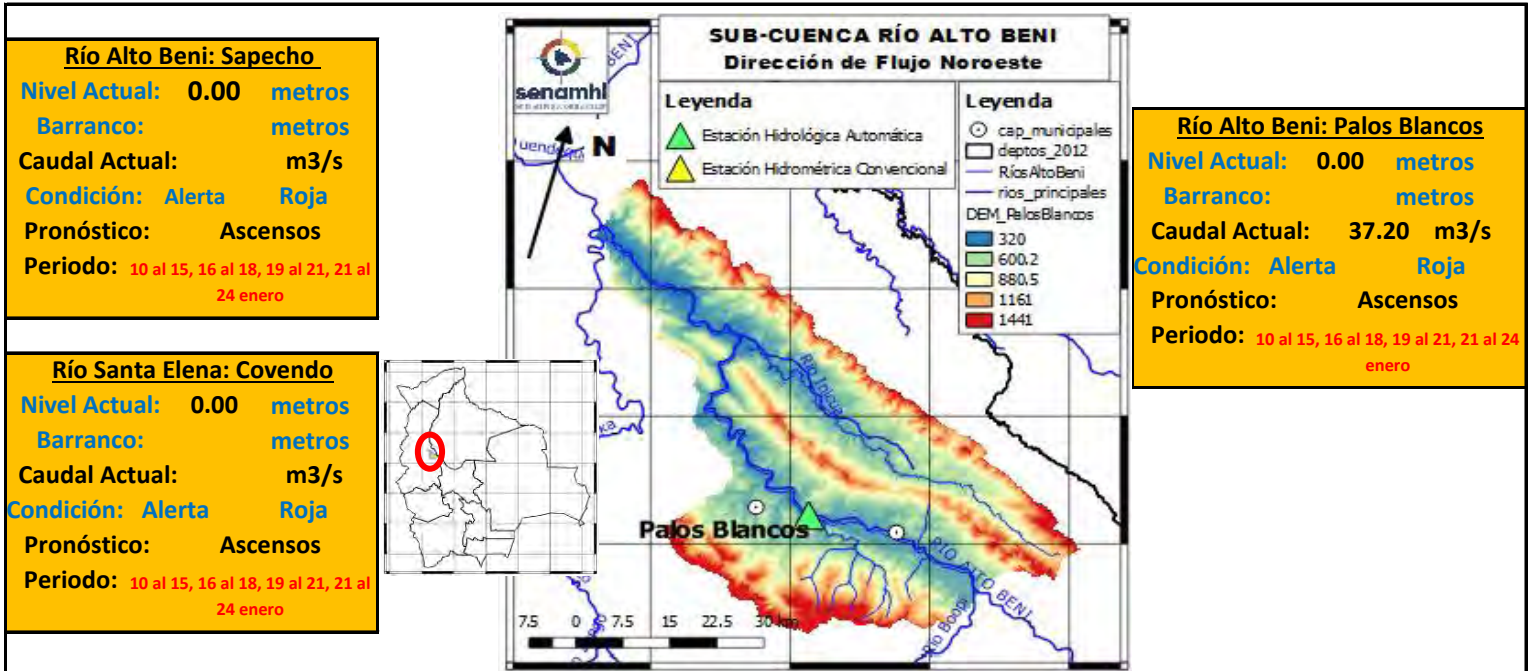 Río Alto Beni: Sapecho
Nivel Actual: 0.00 metros
Barranco: metros
Caudal Actual: m3/s
Condición: Alerta Roja
Pronóstico: Ascensos
Periodo: 10 al 15, 16 al 18, 19 al 21, 21 al
24 enero
Río Santa Elena: Covendo
Nivel Actual: 0.00 metros
Barranco: metros
Caudal Actual: m3/s
Condición: Alerta Roja
Pronóstico: Ascensos
Periodo: 10 al 15, 16 al 18, 19 al 21, 21 al
24 enero
senamhi
BENI
N
SUB-CUENCA RÍO ALTO BENI
Dirección de Flujo Noroeste
Leyenda
Estación Hidrológica Automática
Estación Hidrométrica Convencional
Leyenda
cap_municipales
deptos_2012
RíosAltoBeni
rios_principales
DEM_PalosBlancos
320
600.2
880.5
1161
1441
Río Inicua
Palos Blancos
RÍO ALTO BENI
Río Boopi
7.5 0 7.5 15 22.5 30 km
Río Alto Beni: Palos Blancos
Nivel Actual: 0.00 metros
Barranco: metros
Caudal Actual: 37.20 m3/s
Condición: Alerta Roja
Pronóstico: Ascensos
Periodo: 10 al 15, 16 al 18, 19 al 21, 21 al 24
enero